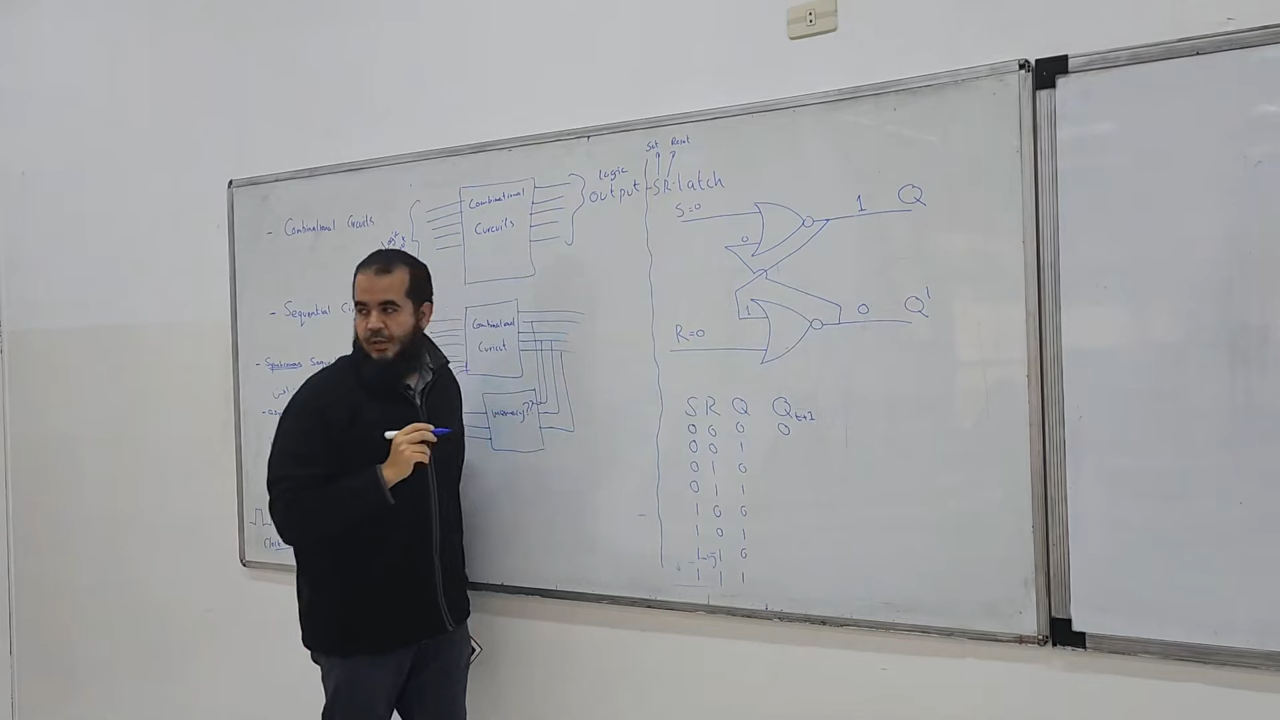 - Combinational Circuits
Combinational
Circuits
Logic
output
- Sequential
Combinational
Circuit
- Synchronous
memory??
Clock
Set Reset
-SR-latch
S=0
1 Q
0
1
0 Q'
R=0
S R Q Qt+1
0 0 0 0
0 0 1
0 1 0
0 1 1
1 0 0
1 0 1
1 1 0
1 1 1